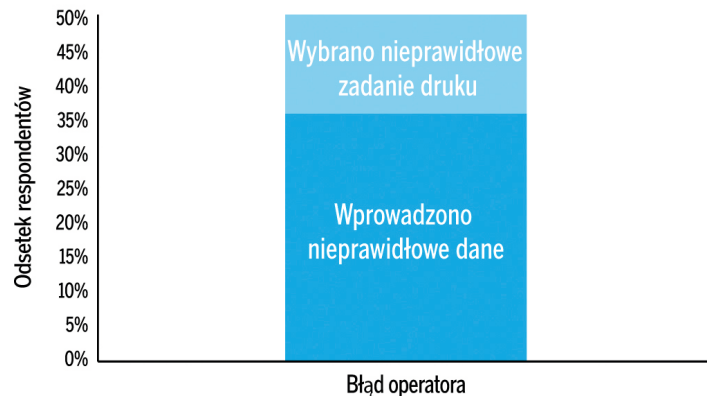 Odsetek respondentów
50%
45%
40%
35%
30%
25%
20%
15%
10%
5%
0%
Wybrano nieprawidłowe
zadanie druku
Wprowadzono
nieprawidłowe dane
Błąd operatora